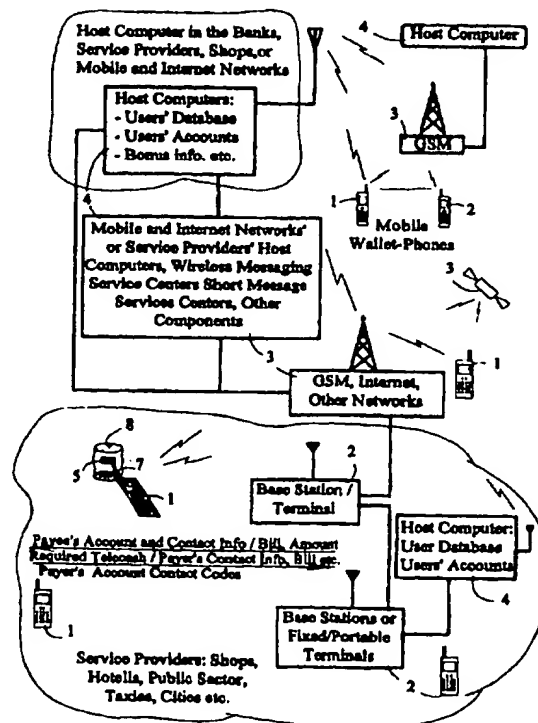 Host Computer in the Banks,
Service Providers, Shops, or
Mobile and Internet Networks
Host Computers:
- Users' Database
- Users' Accounts
- Bonus info. etc.
4
4
Host Computer
3
GSM
1
2
Mobile
Wallet-Phones
Mobile and Internet Networks'
or Service Providers' Host
Computers, Wireless Messaging
Service Centers Short Message
Services Centers, Other
Components
3
3
1
GSM, Internet,
Other Networks
8
5
7
1
2
Base Station /
Terminal
Payee's Account and Contact Info / Bill, Amount
Required Telecash / Payer's Contact Info, Bill etc.
Payer's Account Contact Codes
1
Host Computer:
User Database
Users' Accounts
4
Base Stations or
Fixed/Portable
Terminals
2
Service Providers: Shops,
Hotells, Public Sector,
Taxies, Cities etc.